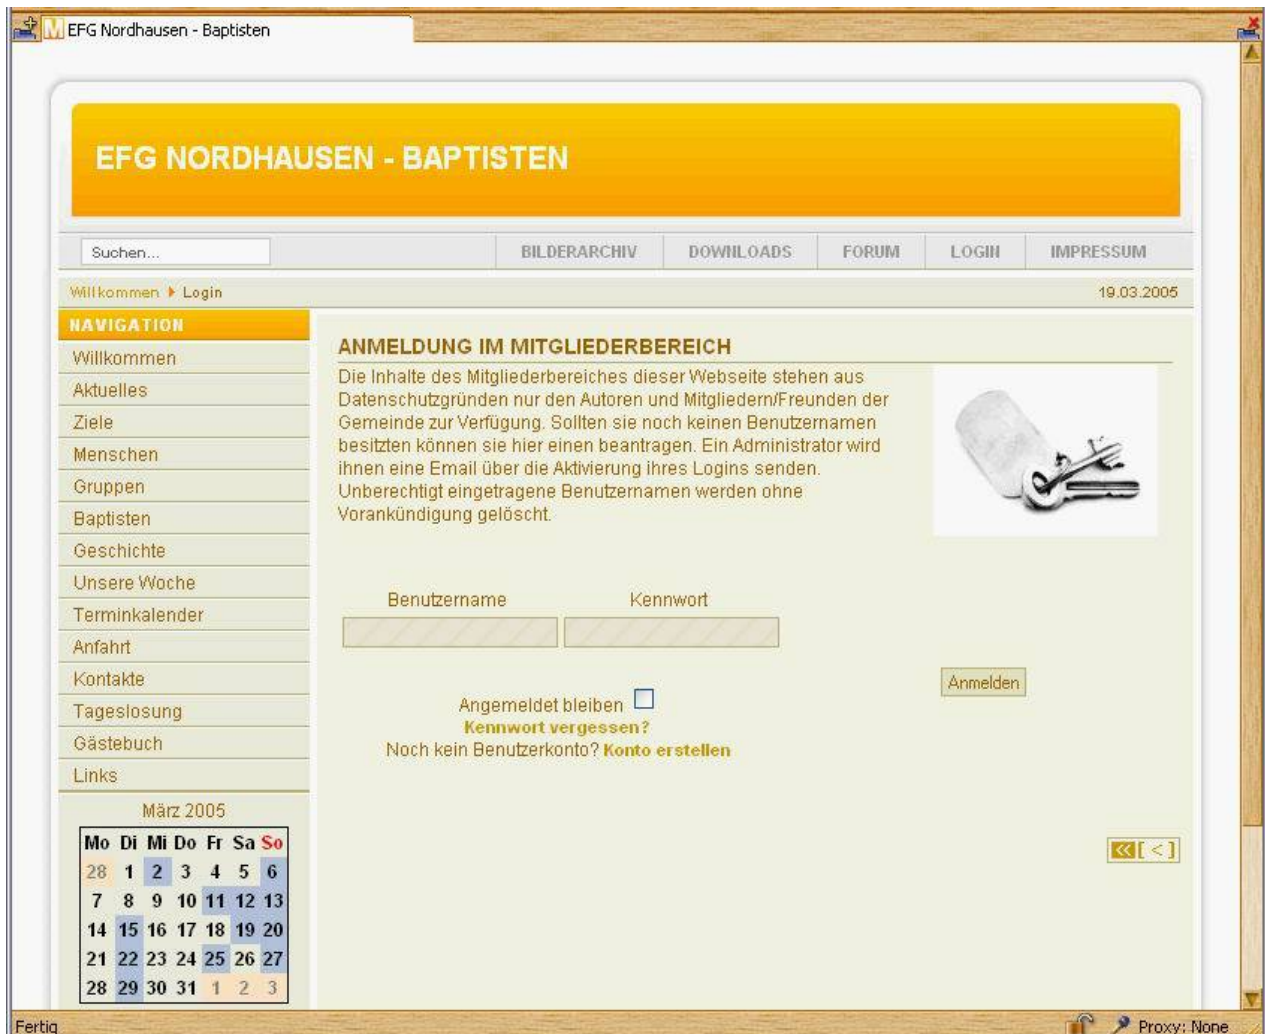 EFG Nordhausen - Baptisten
EFG NORDHAUSEN - BAPTISTEN
Suchen...
BILDERARCHIV DOWNLOADS FORUM LOGIN IMPRESSUM
Willkommen Login 19.03.2005
NAVIGATION
Willkommen
Aktuelles
Ziele
Menschen
Gruppen
Baptisten
Geschichte
Unsere Woche
Terminkalender
Anfahrt
Kontakte
Tageslosung
Gästebuch
Links
März 2005
Mo Di Mi Do Fr Sa So
28 1 2 3 4 5 6
7 8 9 10 11 12 13
14 15 16 17 18 19 20
21 22 23 24 25 26 27
28 29 30 31 1 2 3
ANMELDUNG IM MITGLIEDERBEREICH
Die Inhalte des Mitgliederbereiches dieser Webseite stehen aus
Datenschutzgründen nur den Autoren und Mitgliedern/Freunden der
Gemeinde zur Verfügung. Sollten sie noch keinen Benutzernamen
besitzten können sie hier einen beantragen. Ein Administrator wird
ihnen eine Email über die Aktivierung ihres Logins senden.
Unberechtigt eingetragene Benutzernamen werden ohne
Vorankündigung gelöscht.
Benutzername Kennwort
Anmelden
Angemeldet bleiben
Kennwort vergessen?
Noch kein Benutzerkonto? Konto erstellen
«[ < ]
Fertig
Proxy: None